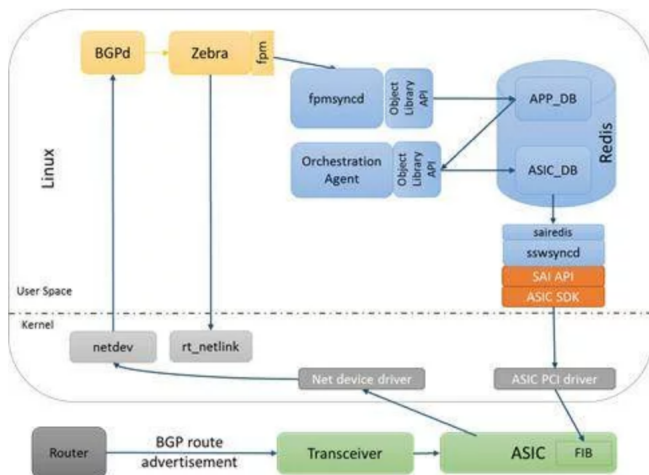 BGPd
Zebra
fpm
fpmsyncd
Object
Library
API
APP_DB
Redis
Linux
Orchestration
Agent
Object
Library
API
ASIC_DB
sairedis
sswsyncd
SAI API
ASIC SDK
User Space
Kernel
netdev
rt_netlink
Net device driver
ASIC PCI driver
Router
BGP route
advertisement
Transceiver
ASIC
FIB